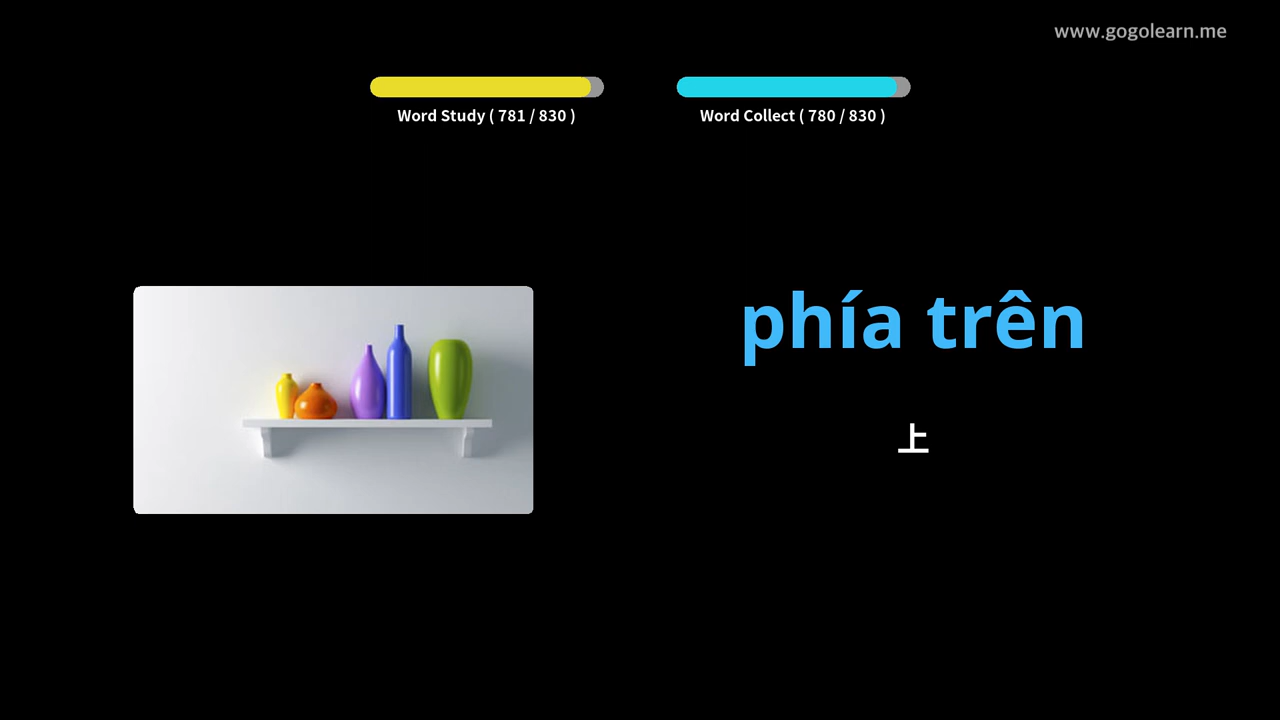 www.gogolearn.me
Word Study ( 781 / 830 )
Word Collect ( 780 / 830 )
phía trên
上